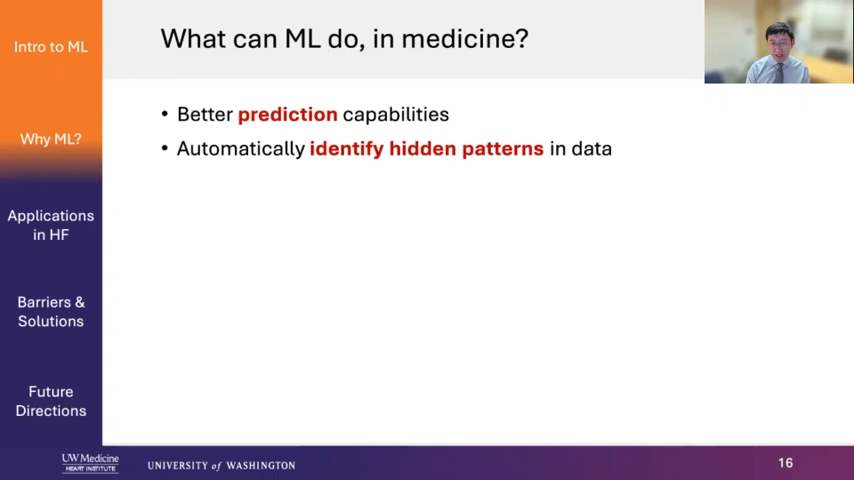 Intro to ML
What can ML do, in medicine?
• Better prediction capabilities
• Automatically identify hidden patterns in data
Why ML?
Applications
in HF
Barriers &
Solutions
Future
Directions
UW Medicine
HEART INSTITUTE
UNIVERSITY of WASHINGTON
16